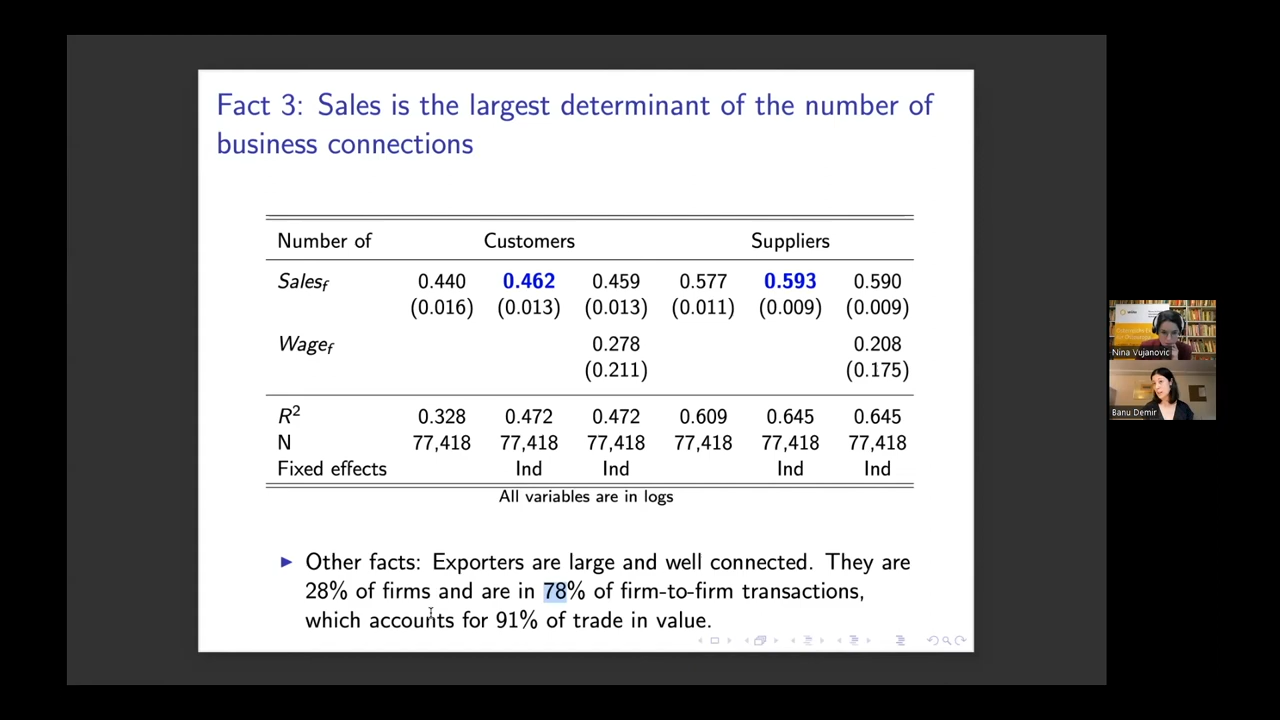 Fact 3: Sales is the largest determinant of the number of
business connections
Number of Customers Suppliers
Sales_f 0.440 0.462 0.459 0.577 0.593 0.590
(0.016) (0.013) (0.013) (0.011) (0.009) (0.009)
Wage_f 0.278 0.208
(0.211) (0.175)
R² 0.328 0.472 0.472 0.609 0.645 0.645
N 77,418 77,418 77,418 77,418 77,418 77,418
Fixed effects Ind Ind Ind Ind
All variables are in logs
► Other facts: Exporters are large and well connected. They are
28% of firms and are in 78% of firm-to-firm transactions,
which accounts for 91% of trade in value.
Nina Vujanovic
Banu Demir